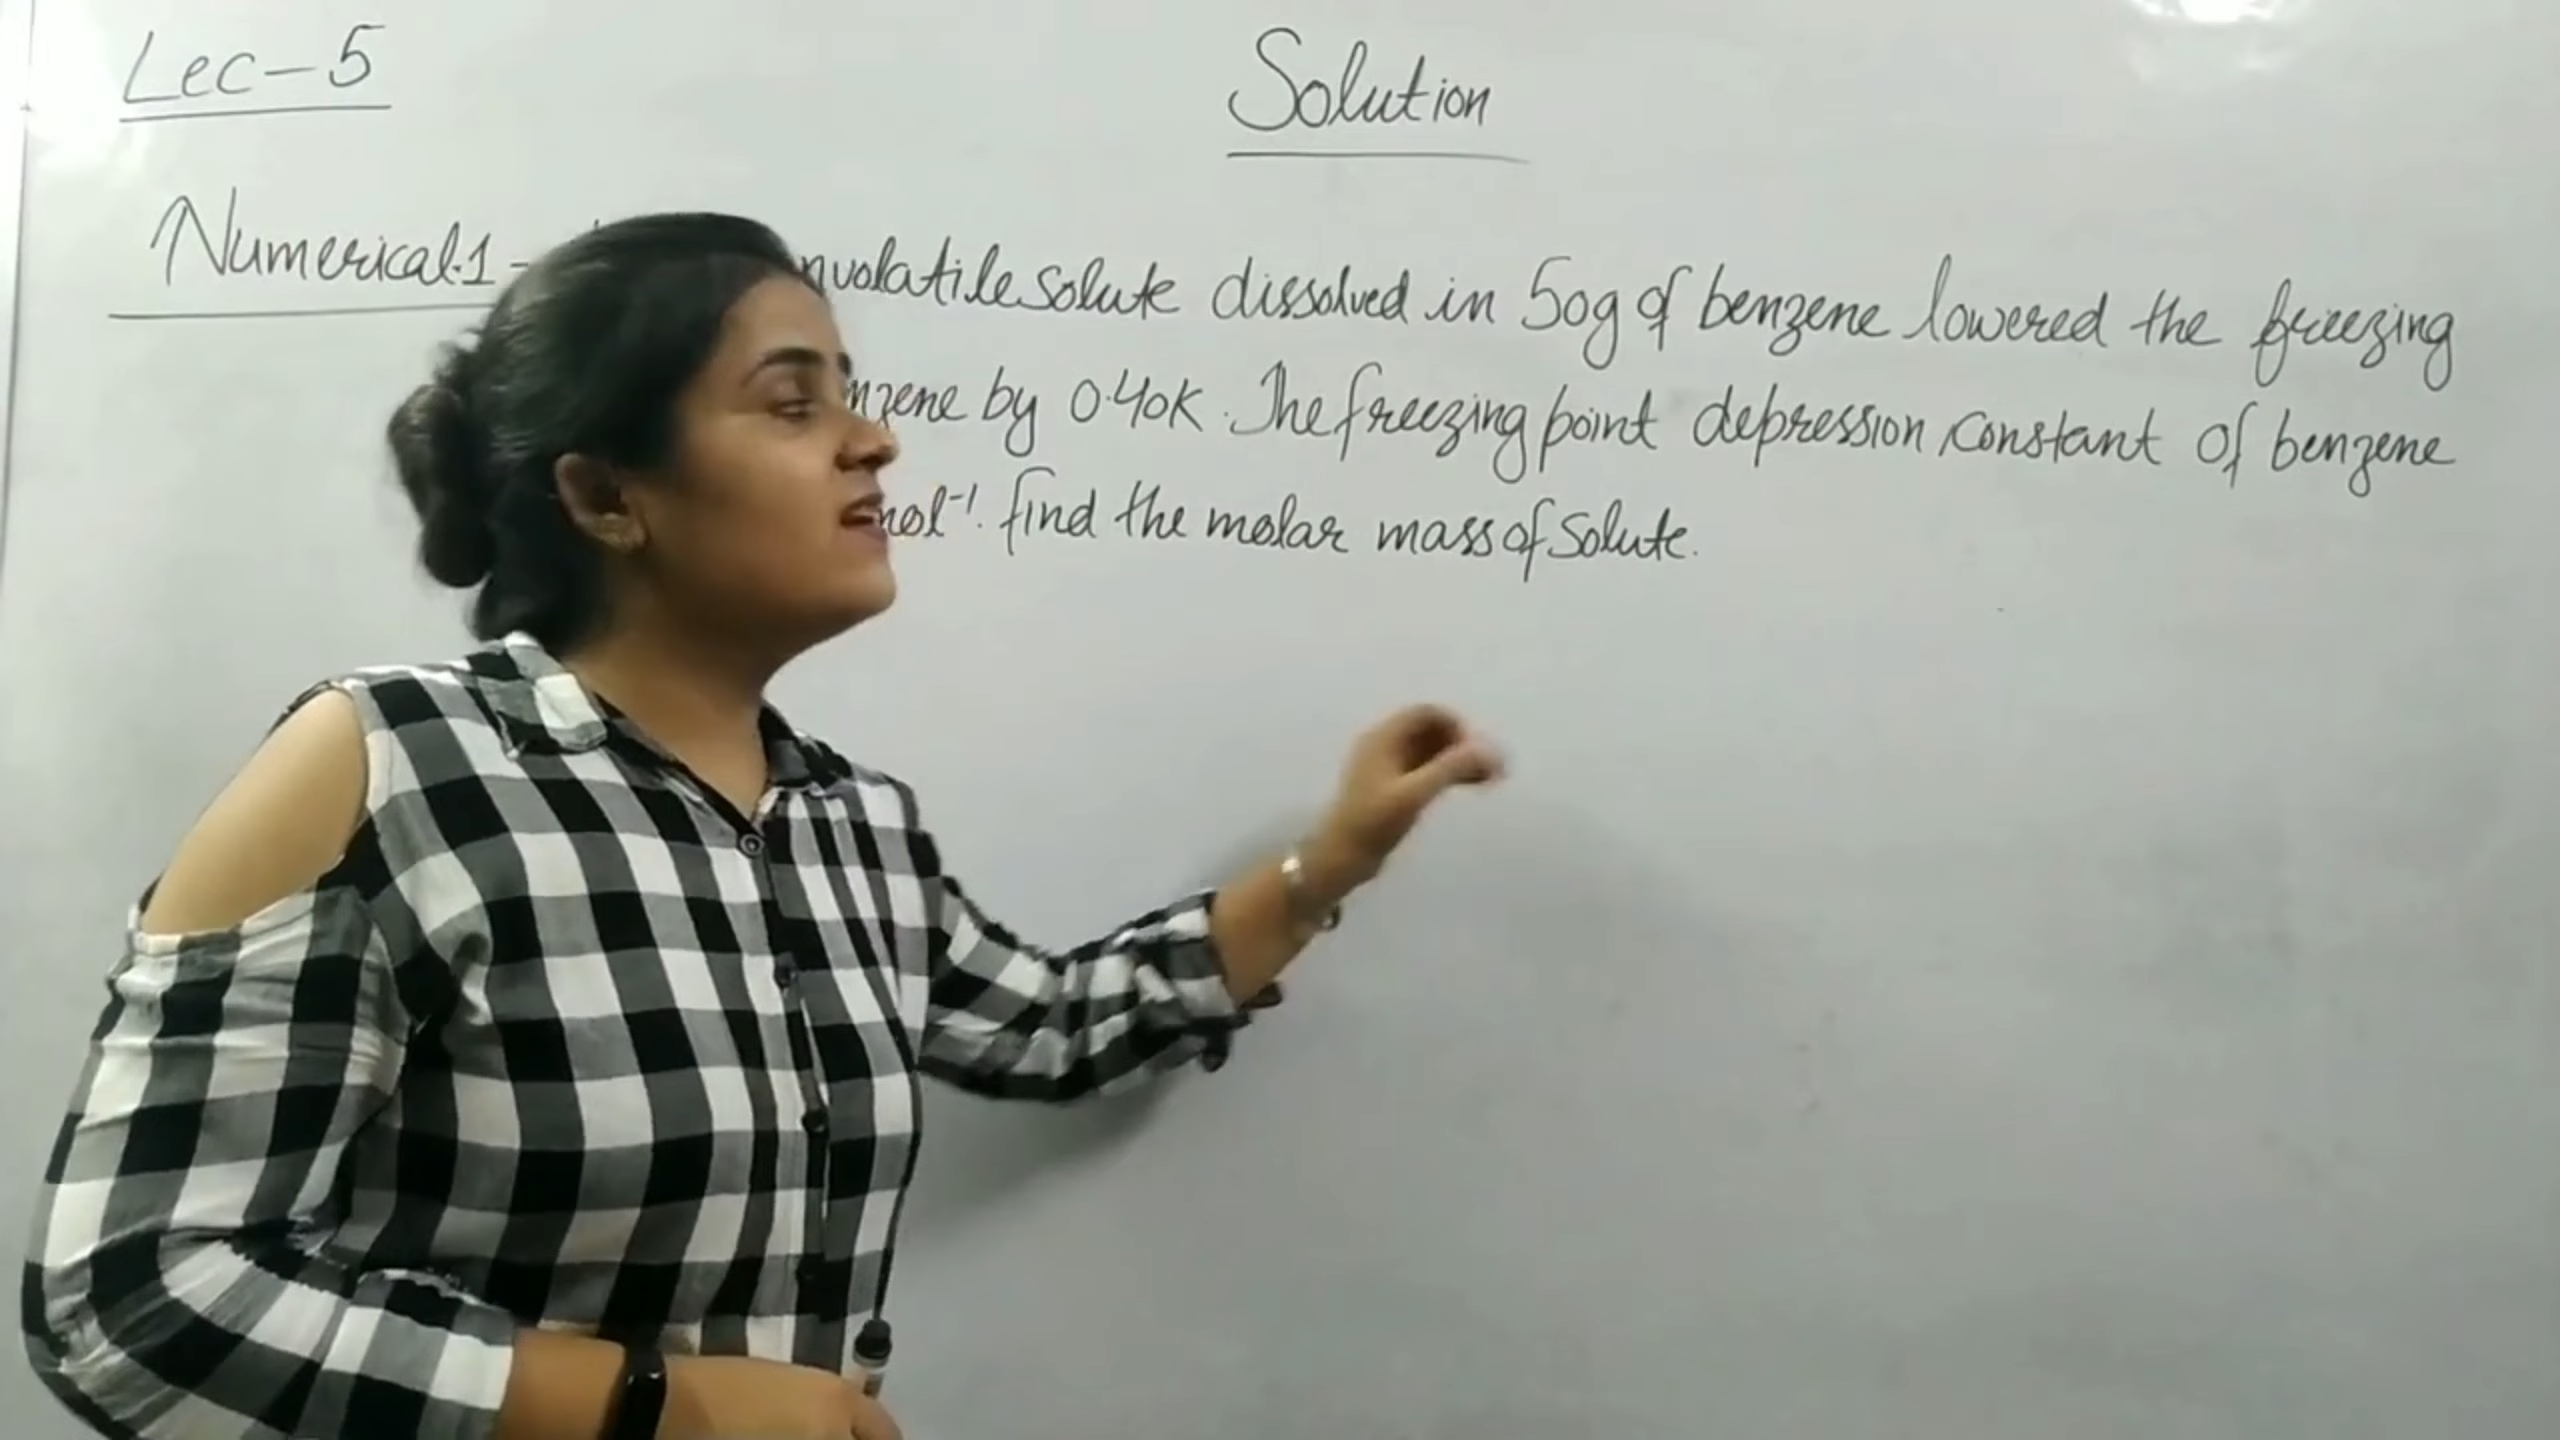 Lec-5
Solution
Numerical.1 - nvolatile solute dissolved in 50g of benzene lowered the freezing
nzene by 0.40K. The freezing point depression constant of benzene
mol⁻¹. find the molar mass of solute.